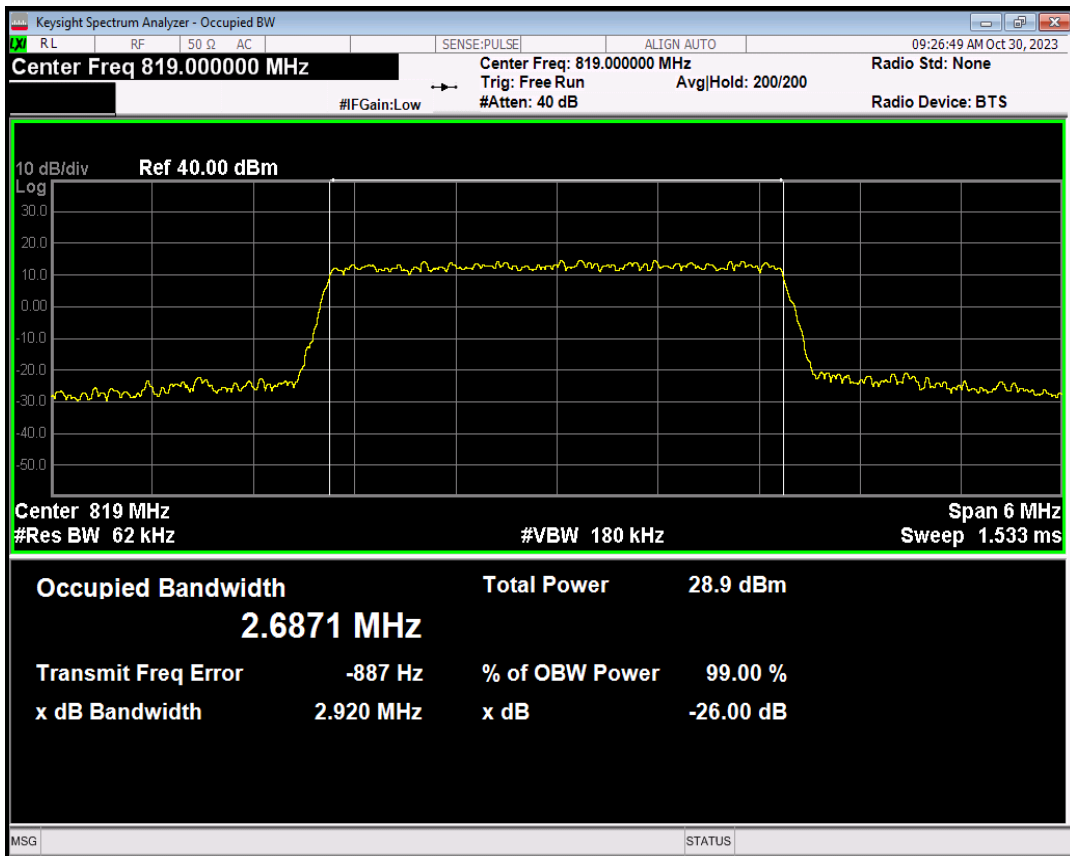 Keysight Spectrum Analyzer - Occupied BW
LXI RL RF 50 Ω AC SENSE:PULSE ALIGN AUTO 09:26:49 AM Oct 30, 2023
Center Freq 819.000000 MHz
Center Freq: 819.000000 MHz
Radio Std: None
Trig: Free Run Avg|Hold: 200/200
#IFGain:Low
#Atten: 40 dB
Radio Device: BTS
10 dB/div Ref 40.00 dBm
Log
30.0
20.0
10.0
0.00
-10.0
-20.0
-30.0
-40.0
-50.0
Center 819 MHz Span 6 MHz
#Res BW 62 kHz #VBW 180 kHz Sweep 1.533 ms
Occupied Bandwidth Total Power 28.9 dBm
2.6871 MHz
Transmit Freq Error -887 Hz % of OBW Power 99.00 %
x dB Bandwidth 2.920 MHz x dB -26.00 dB
MSG STATUS